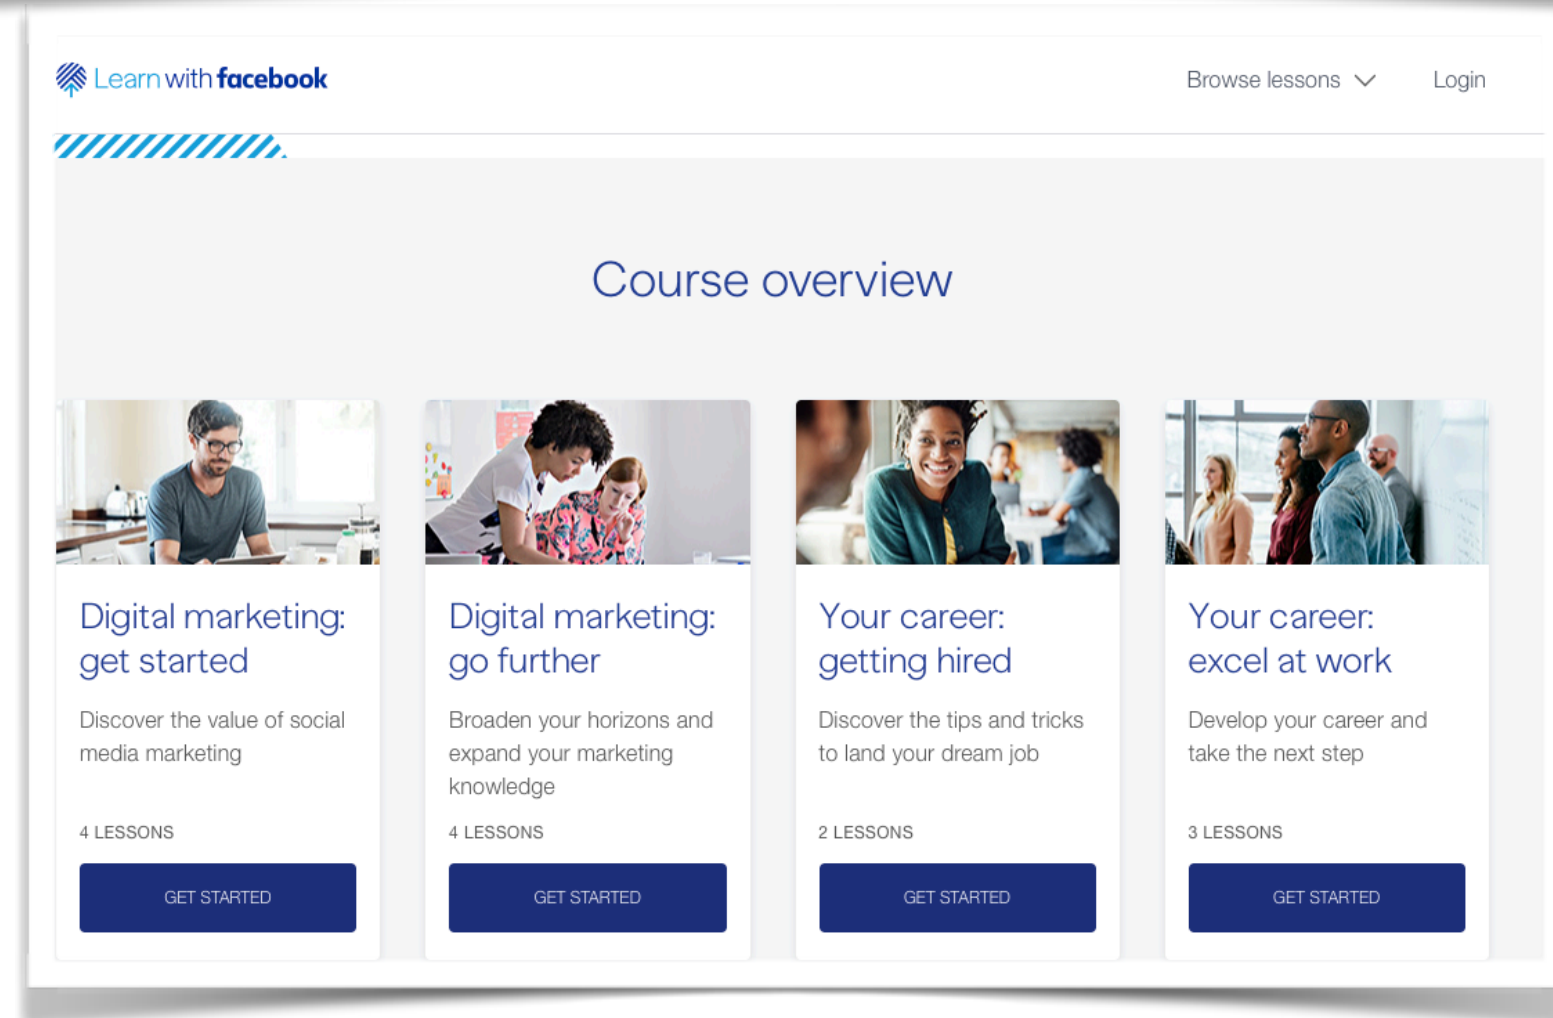 Learn with facebook
Browse lessons
Login
Course overview
Digital marketing:
get started
Discover the value of social
media marketing
4 LESSONS
GET STARTED
Digital marketing:
go further
Broaden your horizons and
expand your marketing
knowledge
4 LESSONS
GET STARTED
Your career:
getting hired
Discover the tips and tricks
to land your dream job
2 LESSONS
GET STARTED
Your career:
excel at work
Develop your career and
take the next step
3 LESSONS
GET STARTED